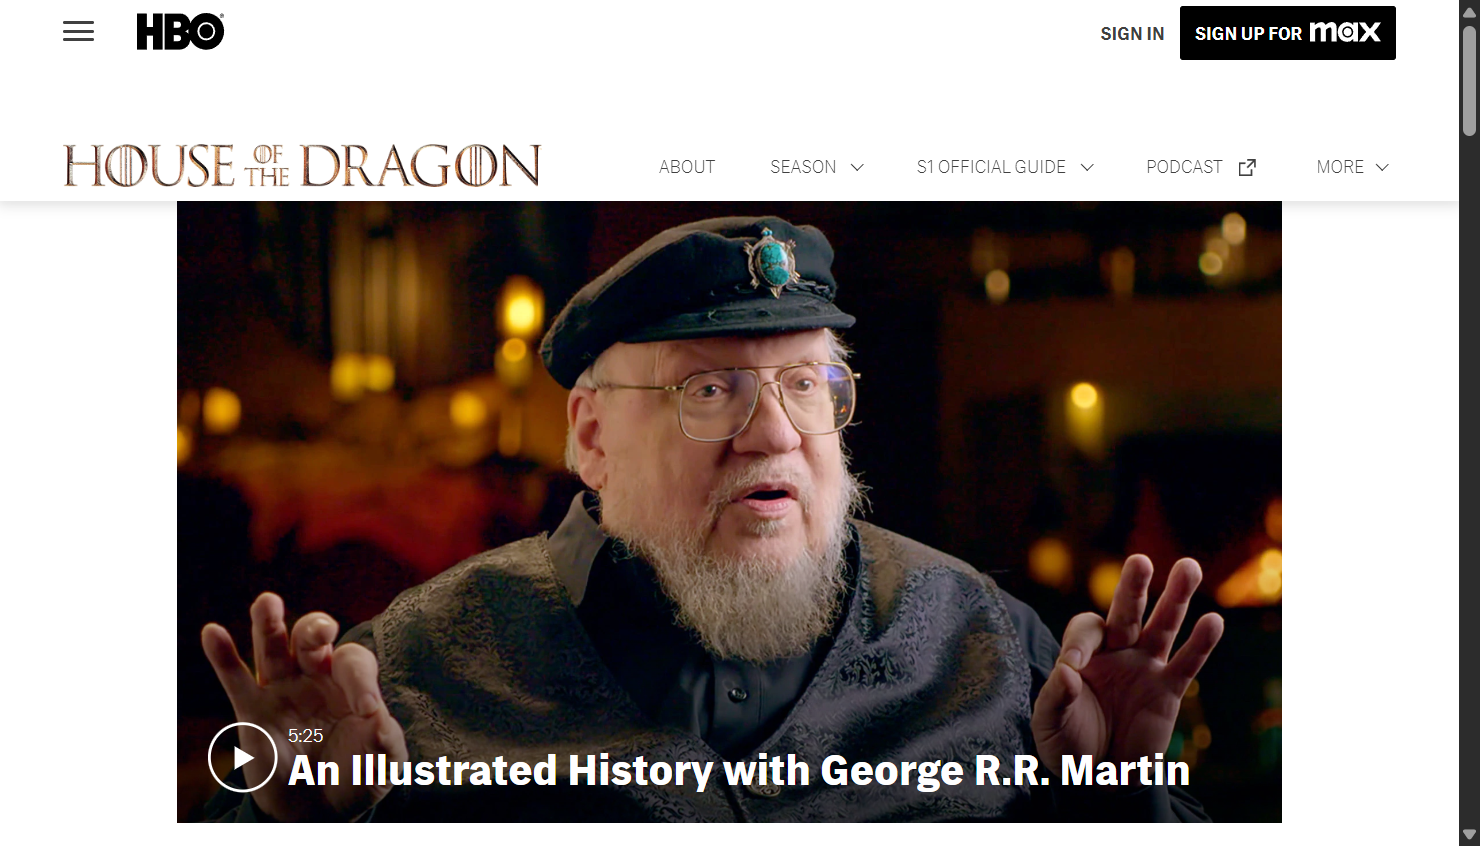 HBO
SIGN IN
SIGN UP FOR max
HOUSE OF THE DRAGON
ABOUT
SEASON
S1 OFFICIAL GUIDE
PODCAST
MORE
5:25
An Illustrated History with George R.R. Martin